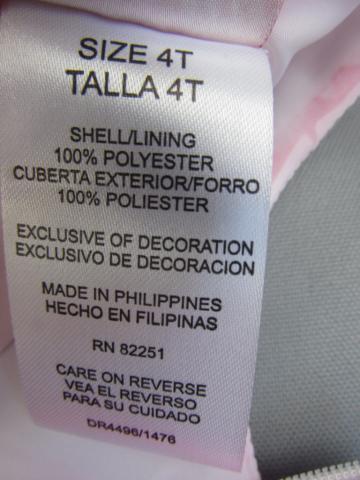 SIZE 4T
TALLA 4T
SHELL/LINING
100% POLYESTER
CUBERTA EXTERIOR/FORRO
100% POLIESTER
EXCLUSIVE OF DECORATION
EXCLUSIVO DE DECORACION
MADE IN PHILIPPINES
HECHO EN FILIPINAS
RN 82251
CARE ON REVERSE
VEA EL REVERSO
PARA SU CUIDADO
DR4496/1476